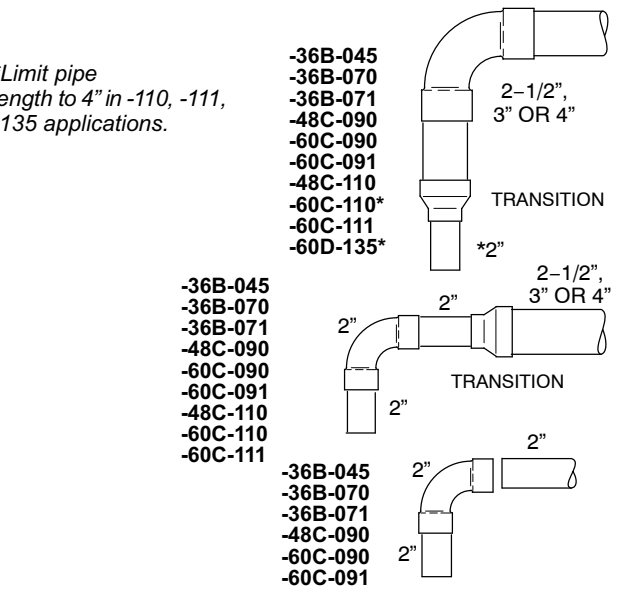 Limit pipe
ength to 4” in -110, -111,
135 applications.
-36B-045
-36B-070
-36B-071
-48C-090
-60C-090
-60C-091
-48C-110
-60C-110*
-60C-111
-60D-135*
2–1/2”,
3” OR 4”
TRANSITION
*2”
-36B-045
-36B-070
-36B-071
-48C-090
-60C-090
-60C-091
-48C-110
-60C-110
-60C-111
2”
2”
2”
2–1/2”,
3” OR 4”
TRANSITION
-36B-045
-36B-070
-36B-071
-48C-090
-60C-090
-60C-091
2”
2”
2”